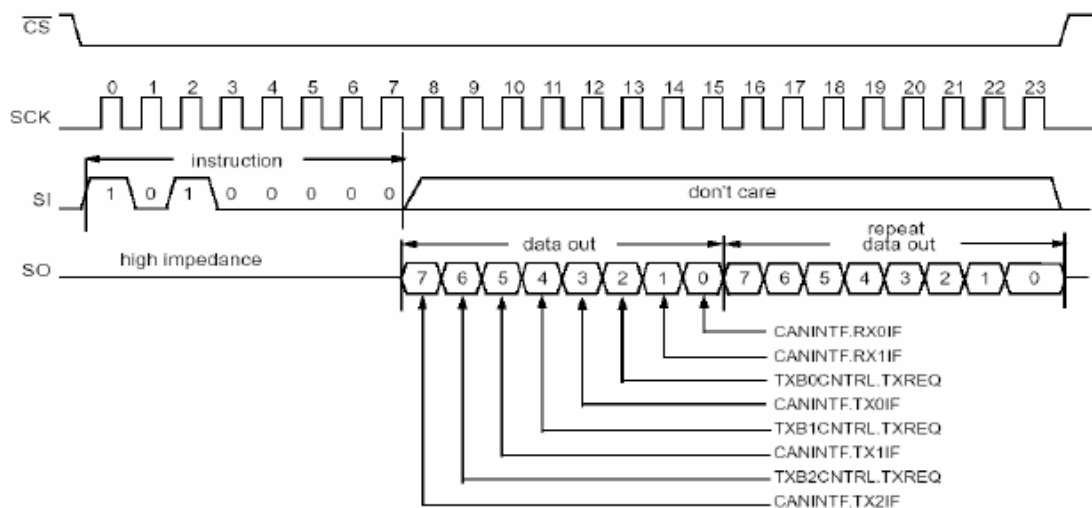 CS
0 1 2 3 4 5 6 7 8 9 10 11 12 13 14 15 16 17 18 19 20 21 22 23
SCK
instruction
SI 1 0 1 0 0 0 0 0 don't care
repeat
data out data out
high impedance
SO 7 6 5 4 3 2 1 0 7 6 5 4 3 2 1 0
CANINTF.RX0IF
CANINTF.RX1IF
TXB0CNTRL.TXREQ
CANINTF.TX0IF
TXB1CNTRL.TXREQ
CANINTF.TX1IF
TXB2CNTRL.TXREQ
CANINTF.TX2IF